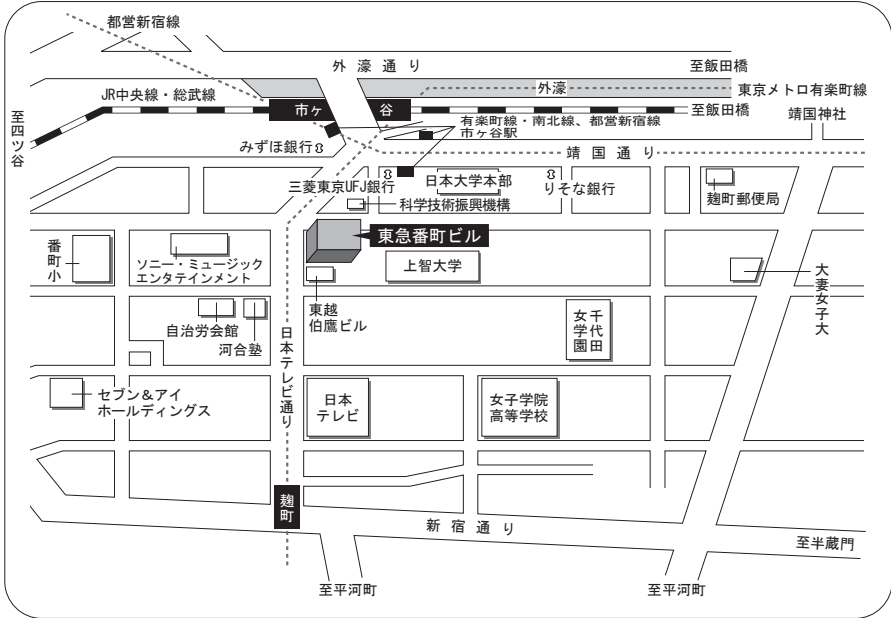 都営新宿線
外濠通り
至飯田橋
JR中央線・総武線
外濠
東京メトロ有楽町線
市ヶ谷
至飯田橋
靖国神社
至四ツ谷
有楽町線・南北線、都営新宿線
市ヶ谷駅
みずほ銀行
靖国通り
三菱東京UFJ銀行
日本大学本部
りそな銀行
麹町郵便局
科学技術振興機構
東急番町ビル
番町小
ソニー・ミュージック
エンタテインメント
上智大学
大妻女子大
東越
伯鷹ビル
自治労会館
河合塾
日本テレビ通り
千代田
女学園
セブン&アイ
ホールディングス
日本
テレビ
女子学院
高等学校
麹町
新宿通り
至半蔵門
至平河町
至平河町